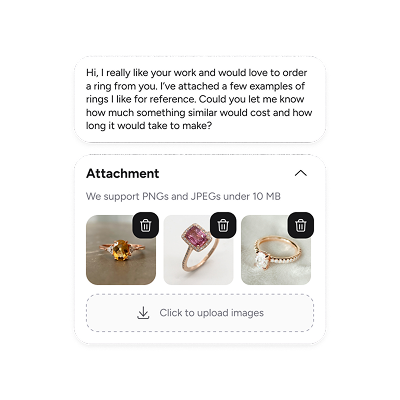 Hi, I really like your work and would love to order
a ring from you. I've attached a few examples of
rings I like for reference. Could you let me know
how much something similar would cost and how
long it would take to make?
Attachment
We support PNGs and JPEGs under 10 MB
Click to upload images